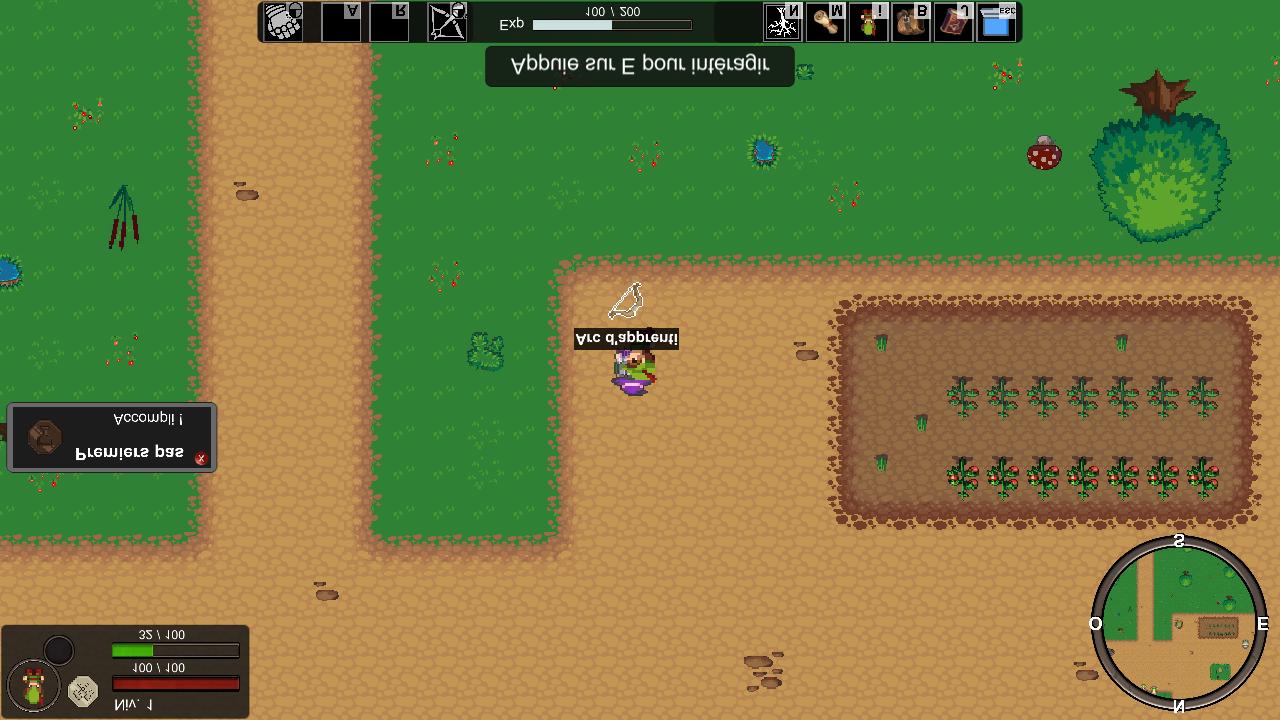 Niv. 1
100 / 100
32 / 100
N
O
E
S
Premiers pas
x
Accompli !
Arc d'apprenti
Appuie sur E pour intéragir
A
R
Exp
100 / 200
N
M
i
B
J
ESC